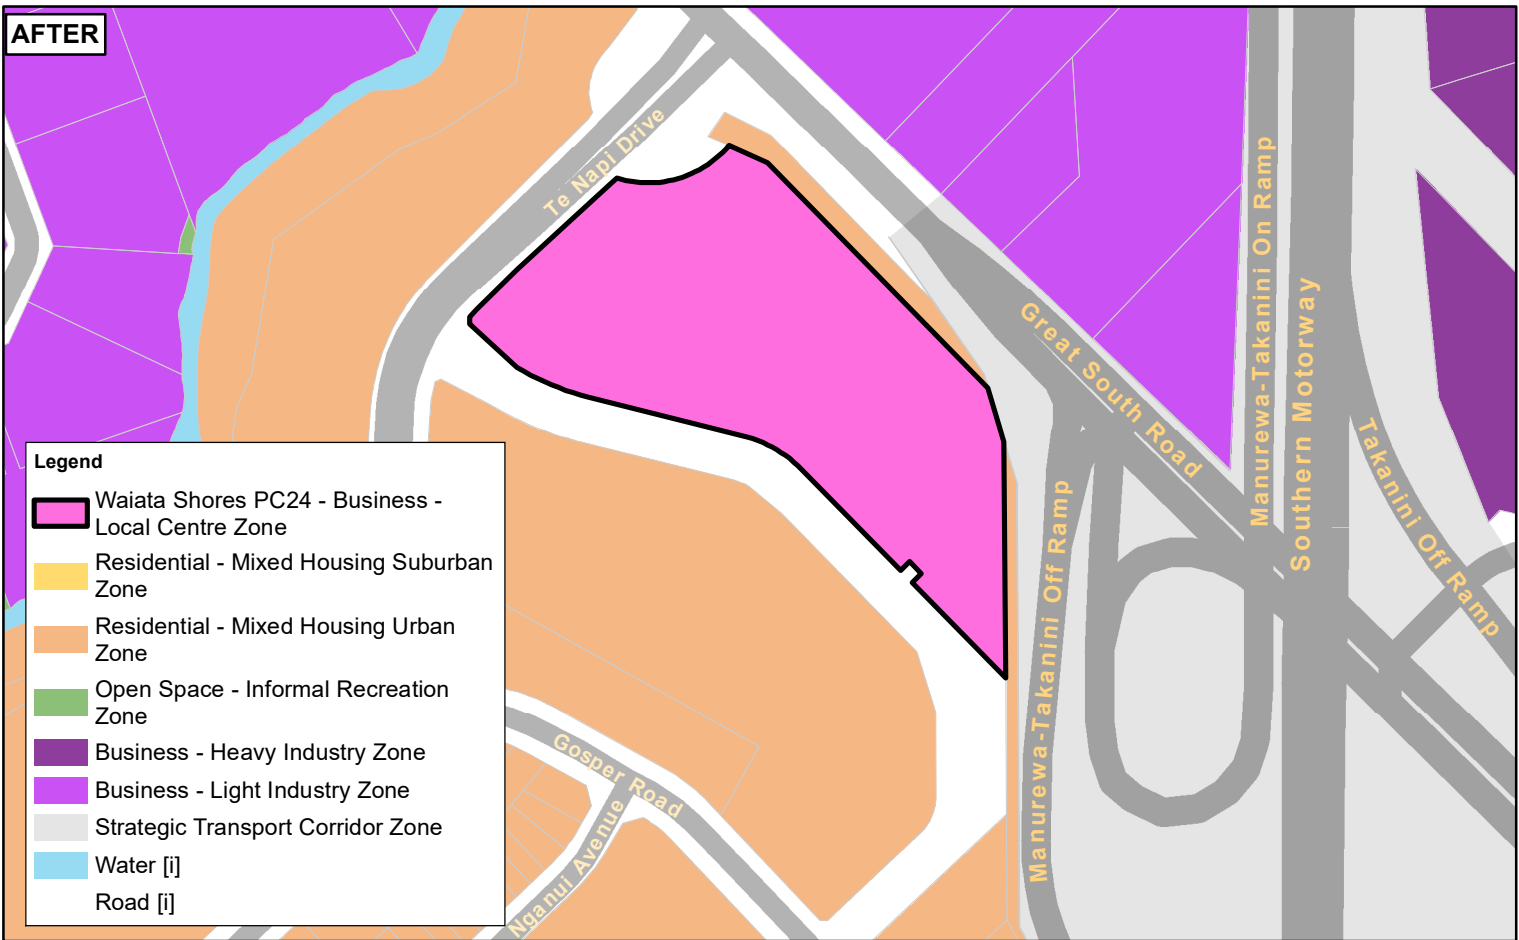 AFTER
Te Napi Drive
Great South Road
Manurewa-Takanini On Ramp
Southern Motorway
Takanini Off Ramp
Manurewa-Takanini Off Ramp
Gosper Road
Nganui Avenue
Legend
Waiata Shores PC24 - Business -
Local Centre Zone
Residential - Mixed Housing Suburban
Zone
Residential - Mixed Housing Urban
Zone
Open Space - Informal Recreation
Zone
Business - Heavy Industry Zone
Business - Light Industry Zone
Strategic Transport Corridor Zone
Water [i]
Road [i]